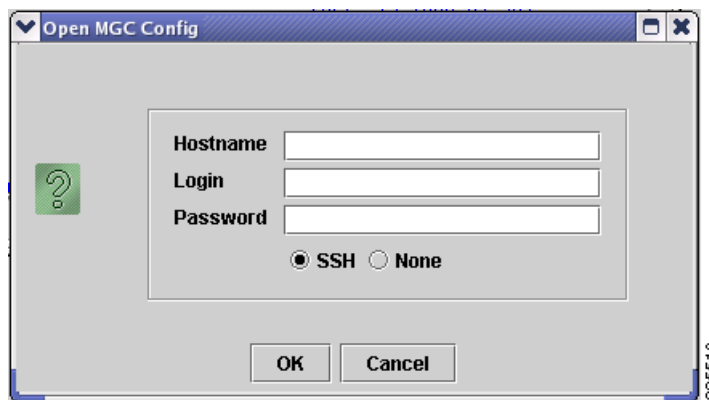 Open MGC Config
Hostname
Login
Password
SSH None
OK Cancel